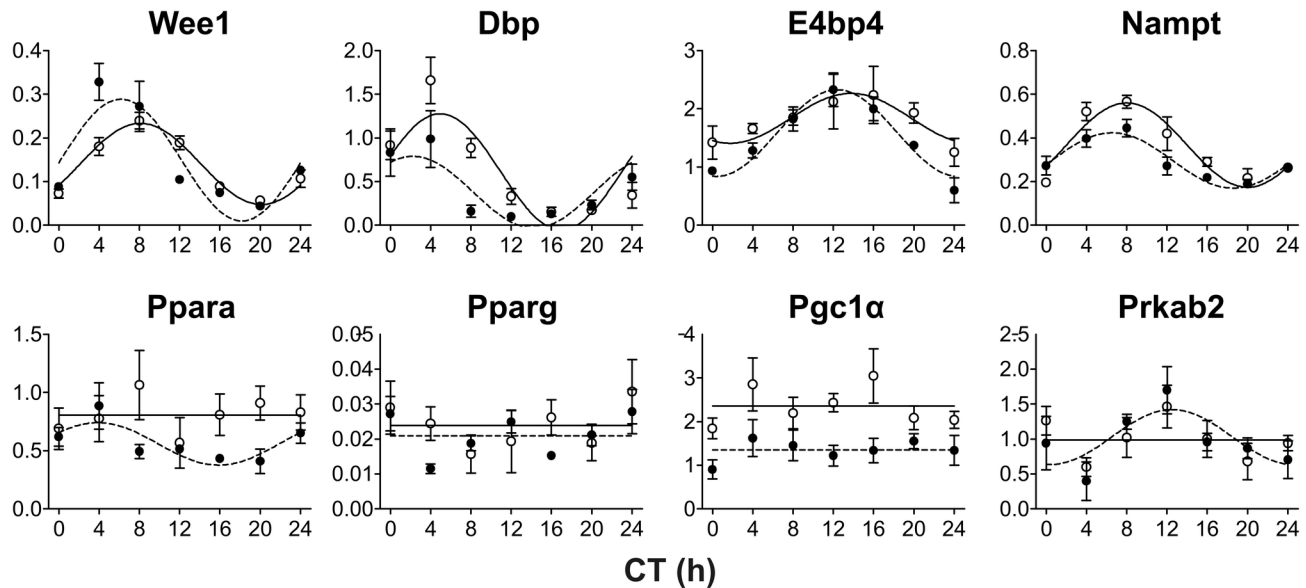 Wee1 Dbp E4bp4 Nampt
0.4 2.0 3 0.8
0.3 1.5 2 0.6
0.2 1.0 1 0.4
0.1 0.5 0 0.2
0.0 0.0 0.0
0 4 8 12 16 20 24 0 4 8 12 16 20 24 0 4 8 12 16 20 24 0 4 8 12 16 20 24
Ppara Pparg Pgc1α Prkab2
1.5 0.05 4 2.5
1.0 0.04 3 2.0
0.5 0.03 2 1.5
0.0 0.02 1 1.0
0.01 0 0.5
0.00 0.0
0 4 8 12 16 20 24 0 4 8 12 16 20 24 0 4 8 12 16 20 24 0 4 8 12 16 20 24
CT (h)